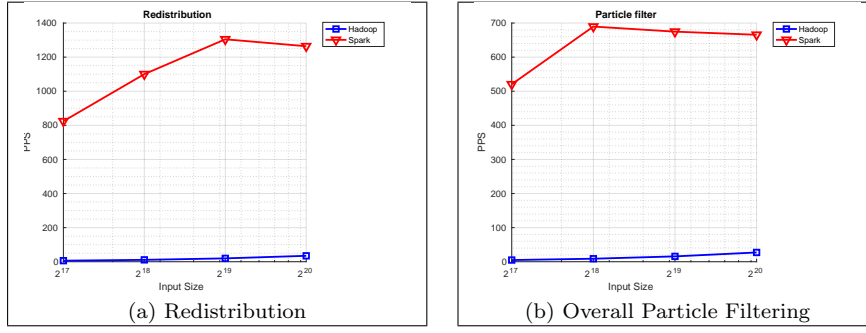 Redistribution
1400
1200
1000
800
600
400
200
0
PPS
2^17
2^18
2^19
2^20
Input Size
Hadoop
Spark
(a) Redistribution
Particle filter
700
600
500
400
300
200
100
0
PPS
2^17
2^18
2^19
2^20
Input Size
Hadoop
Spark
(b) Overall Particle Filtering